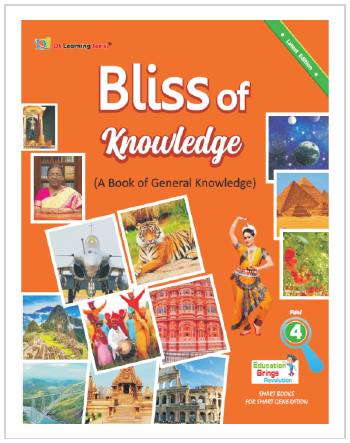 DS Learning Series®
Latest Edition
Bliss of
Knowledge
(A Book of General Knowledge)
Part
4
Education
Brings
Revolution
SMART BOOKS
FOR SMART GENERATION